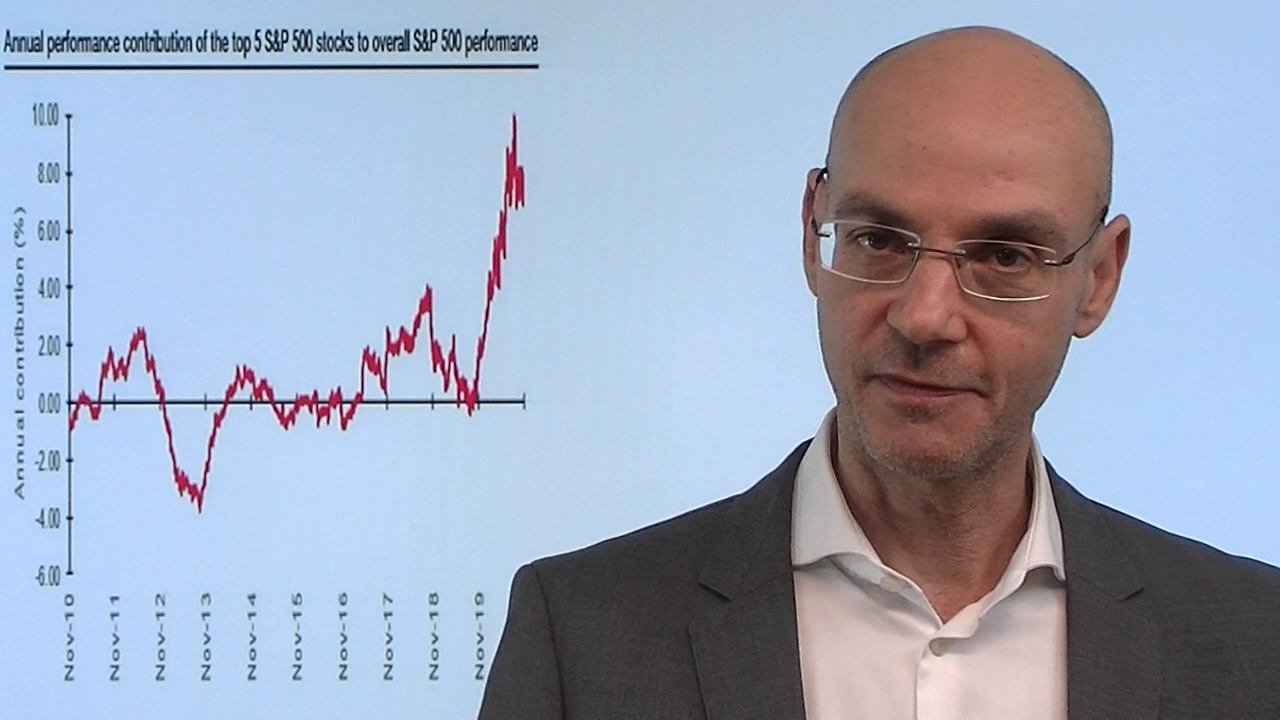 Annual performance contribution of the top 5 S&P 500 stocks to overall S&P 500 performance
Annual contribution (%)
10.00
8.00
6.00
4.00
2.00
0.00
-2.00
-4.00
-6.00
Nov-10
Nov-11
Nov-12
Nov-13
Nov-14
Nov-15
Nov-16
Nov-17
Nov-18
Nov-19